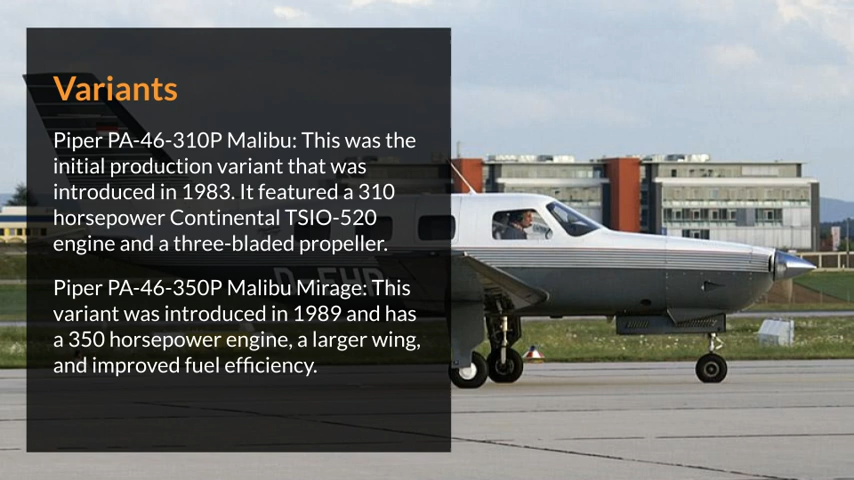 Variants
Piper PA-46-310P Malibu: This was the
initial production variant that was
introduced in 1983. It featured a 310
horsepower Continental TSIO-520
engine and a three-bladed propeller.
Piper PA-46-350P Malibu Mirage: This
variant was introduced in 1989 and has
a 350 horsepower engine, a larger wing,
and improved fuel efficiency.